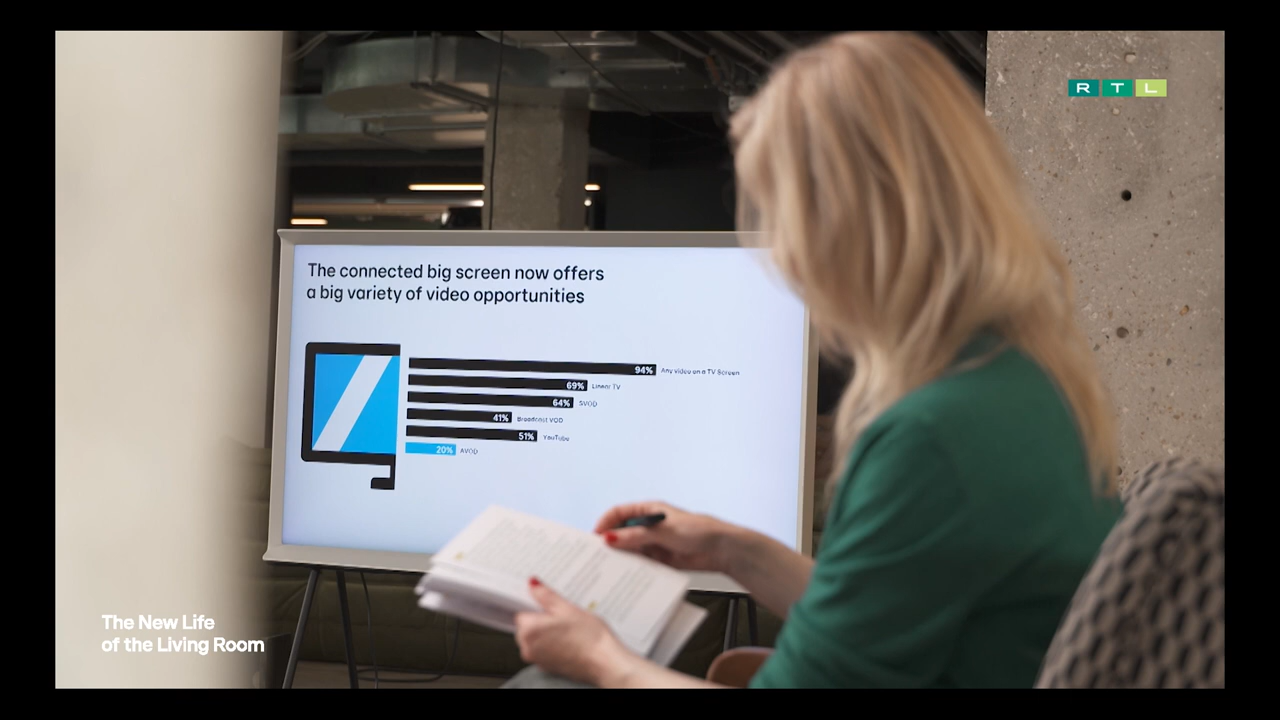 RTL
The connected big screen now offers
a big variety of video opportunities
94% Any video on a TV Screen
69% Linear TV
64% SVOD
41% Broadcast VOD
51% YouTube
20% AVOD
The New Life
of the Living Room